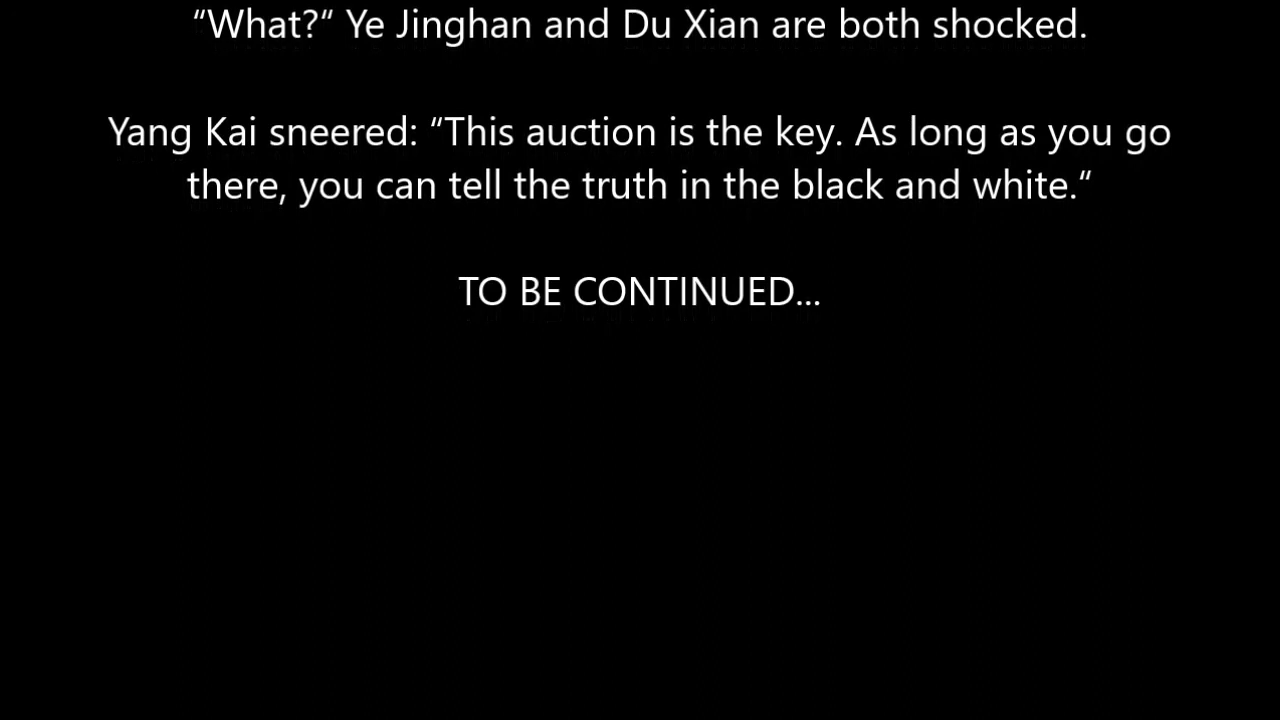 “What?“ Ye Jinghan and Du Xian are both shocked.
Yang Kai sneered: “This auction is the key. As long as you go
there, you can tell the truth in the black and white.“
TO BE CONTINUED...